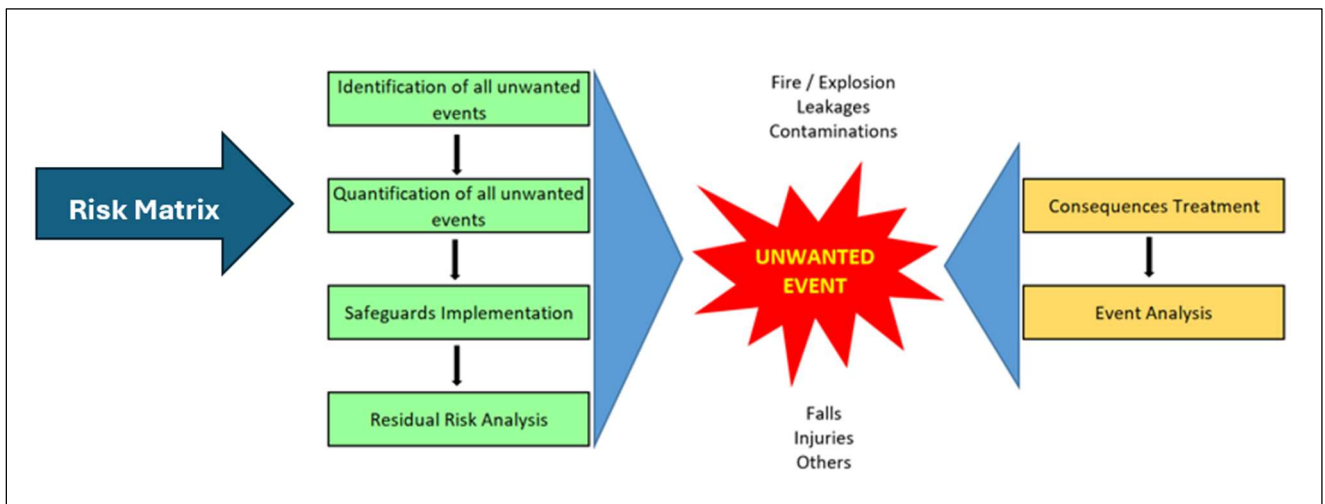 Risk Matrix
Identification of all unwanted
events
Quantification of all unwanted
events
Safeguards Implementation
Residual Risk Analysis
Fire / Explosion
Leakages
Contaminations
UNWANTED
EVENT
Falls
Injuries
Others
Consequences Treatment
Event Analysis